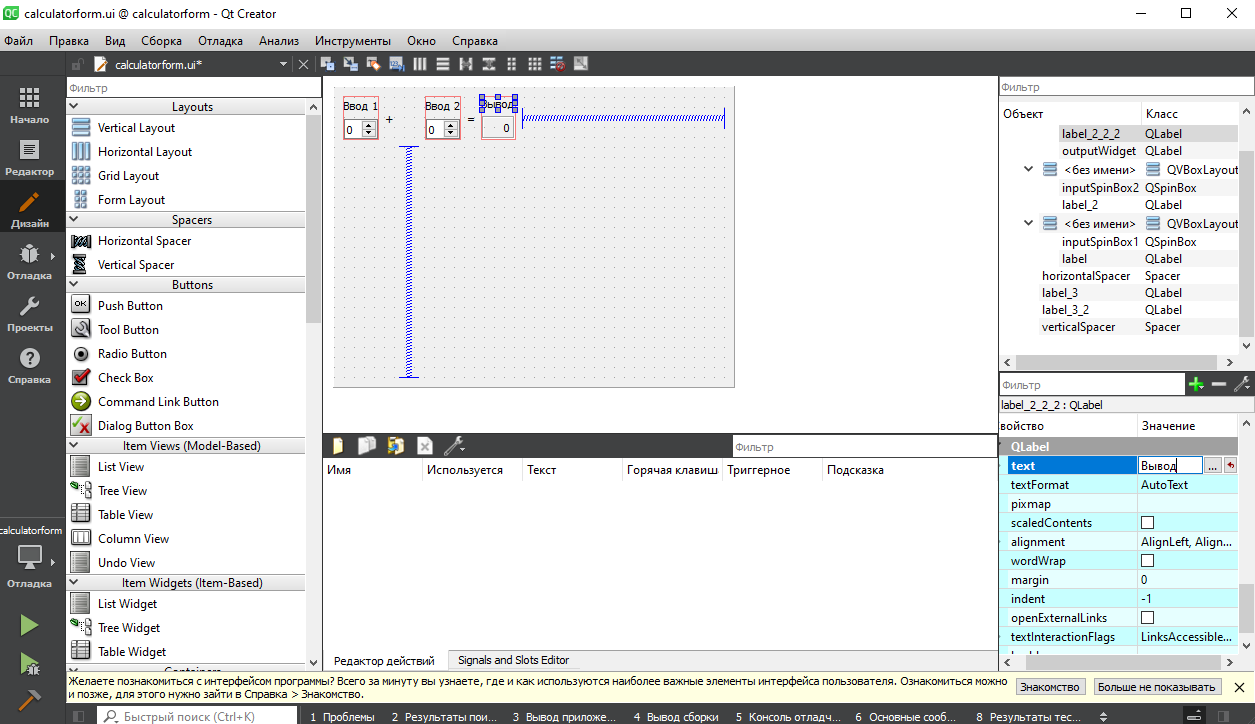 calculatorform.ui @ calculatorform - Qt Creator
Файл Правка Вид Сборка Отладка Анализ Инструменты Окно Справка
calculatorform.ui*
Начало
Редактор
Дизайн
Отладка
Проекты
Справка
calculatorform
Отладка
Фильтр
Layouts
Vertical Layout
Horizontal Layout
Grid Layout
Form Layout
Spacers
Horizontal Spacer
Vertical Spacer
Buttons
Push Button
Tool Button
Radio Button
Check Box
Command Link Button
Dialog Button Box
Item Views (Model-Based)
List View
Tree View
Table View
Column View
Undo View
Item Widgets (Item-Based)
List Widget
Tree Widget
Table Widget
Containers
Ввод 1 Ввод 2 Вывод
0 + 0 = 0
Фильтр
Имя Используется Текст Горячая клавиш Триггерное Подсказка
Редактор действий Signals and Slots Editor
Фильтр
Объект Класс
label_2_2_2 QLabel
outputWidget QLabel
<без имени> QVBoxLayout
inputSpinBox2 QSpinBox
label_2 QLabel
<без имени> QVBoxLayout
inputSpinBox1 QSpinBox
label QLabel
horizontalSpacer Spacer
label_3 QLabel
label_3_2 QLabel
verticalSpacer Spacer
Фильтр
label_2_2_2 : QLabel
войство Значение
QLabel
text Вывод ...
textFormat AutoText
pixmap
scaledContents
alignment AlignLeft, Align...
wordWrap
margin 0
indent -1
openExternalLinks
textInteractionFlags LinksAccessible...
Желаете познакомиться с интерфейсом программы? Всего за минуту вы узнаете, где и как используются наиболее важные элементы интерфейса пользователя. Ознакомиться можно
и позже, для этого нужно зайти в Справка > Знакомство.
Знакомство Больше не показывать
Быстрый поиск (Ctrl+K) 1 Проблемы 2 Результаты пои... 3 Вывод приложе... 4 Вывод сборки 5 Консоль отладч... 6 Основные сооб... 8 Результаты тес...